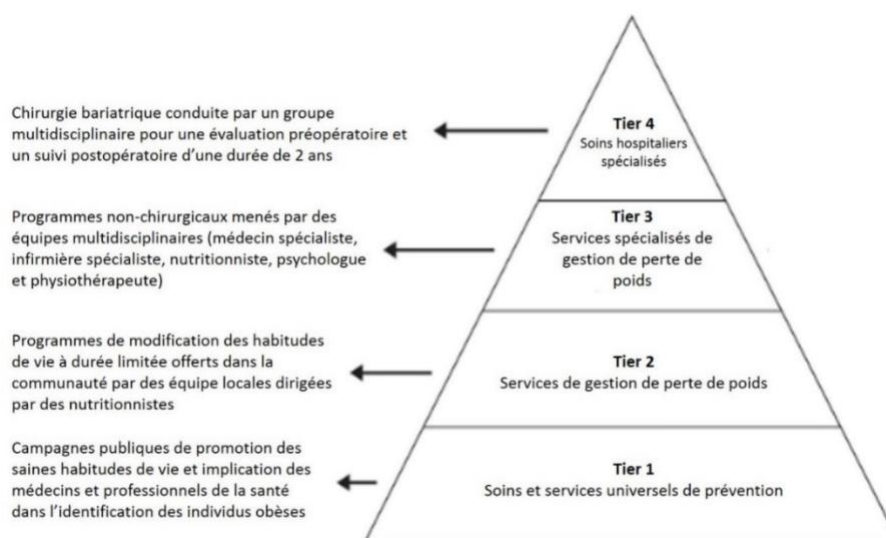 Chirurgie bariatrique conduite par un groupe
multidisciplinaire pour une évaluation préopératoire et
un suivi postopératoire d'une durée de 2 ans
Tier 4
Soins hospitaliers
spécialisés
Programmes non-chirurgicaux menés par des
équipes multidisciplinaires (médecin spécialiste,
infirmière spécialiste, nutritionniste, psychologue
et physiothérapeute)
Tier 3
Services spécialisés de
gestion de perte de
poids
Programmes de modification des habitudes
de vie à durée limitée offerts dans la
communauté par des équipe locales dirigées
par des nutritionnistes
Tier 2
Services de gestion de perte de poids
Campagnes publiques de promotion des
saines habitudes de vie et implication des
médecins et professionnels de la santé
dans l'identification des individus obèses
Tier 1
Soins et services universels de prévention